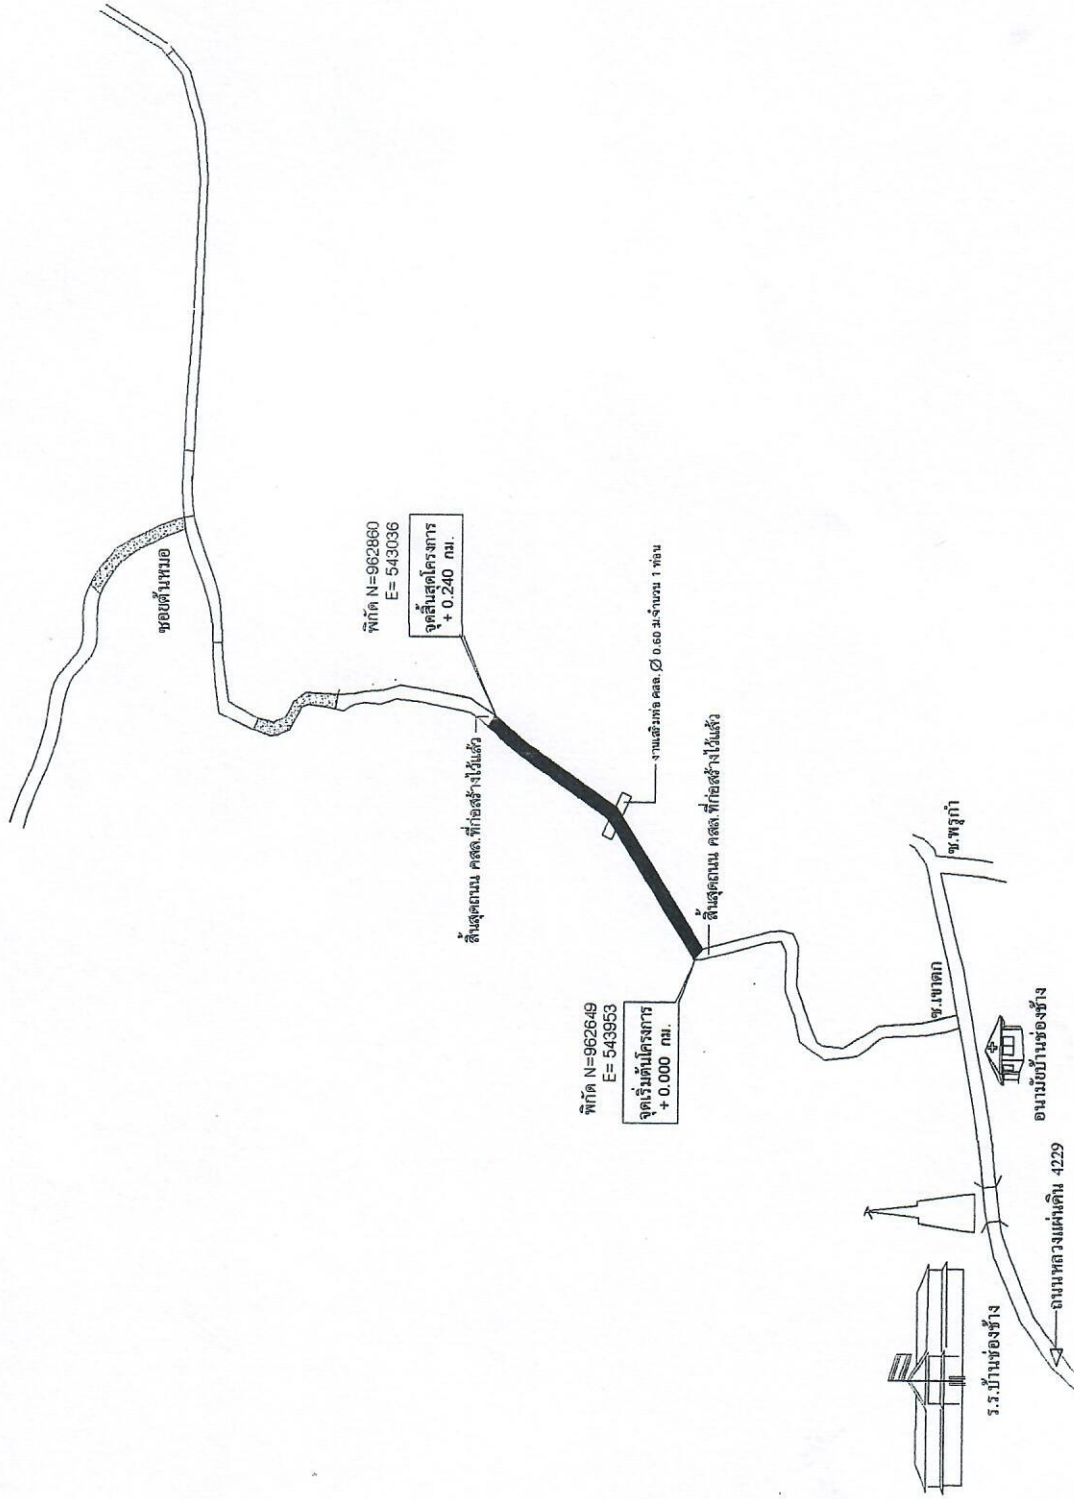 ซอยต้นหมอ
พิกัด N=962860
E= 543036
จุดสิ้นสุดโครงการ
+ 0.240 กม.
สิ้นสุดถนน คสล.ที่ก่อสร้างไว้แล้ว
งานเสริมท่อ คสล.Ø 0.60 ม.จำนวน 1 ท่อน
สิ้นสุดถนน คสล.ที่ก่อสร้างไว้แล้ว
พิกัด N=962649
E= 543953
จุดเริ่มต้นโครงการ
+ 0.000 กม.
ซ.พรุกำ
ซ.เขาตก
อนามัยบ้านช่องช้าง
ร.ร.บ้านช่องช้าง
ถนนหลวงแผ่นดิน 4229